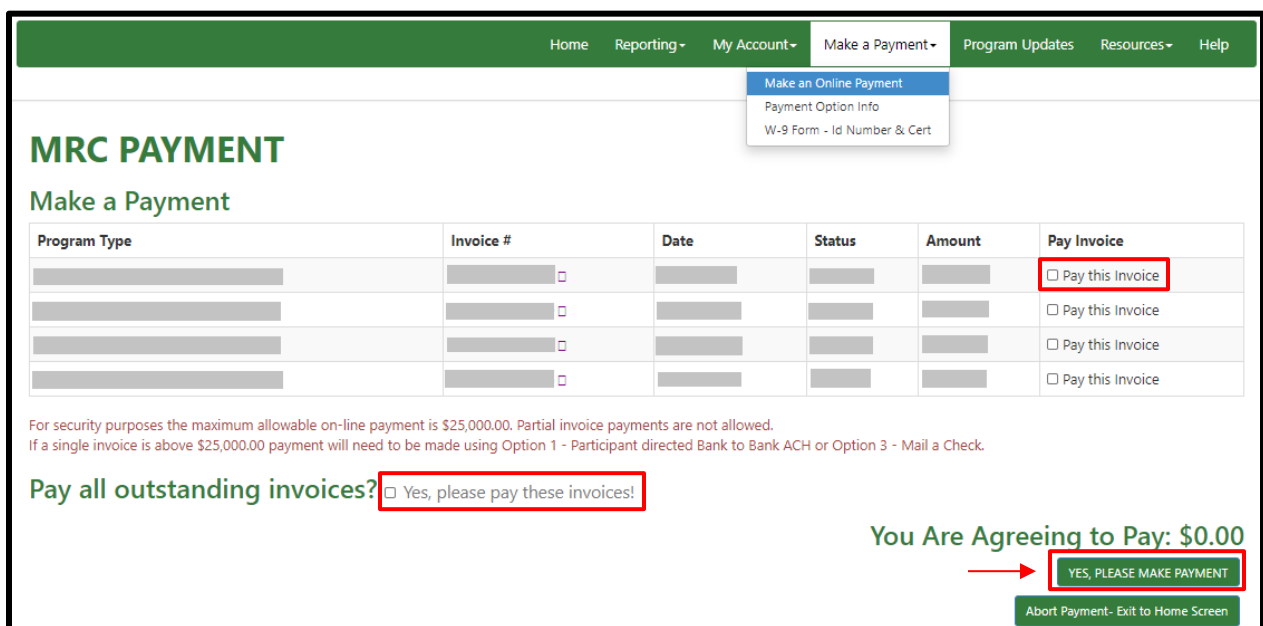 Home Reporting My Account Make a Payment Program Updates Resources Help
Make an Online Payment
Payment Option Info
W-9 Form - Id Number & Cert
MRC PAYMENT
Make a Payment
Program Type Invoice # Date Status Amount Pay Invoice
Pay this Invoice
Pay this Invoice
Pay this Invoice
Pay this Invoice
For security purposes the maximum allowable on-line payment is $25,000.00. Partial invoice payments are not allowed.
If a single invoice is above $25,000.00 payment will need to be made using Option 1 - Participant directed Bank to Bank ACH or Option 3 - Mail a Check.
Pay all outstanding invoices? Yes, please pay these invoices!
You Are Agreeing to Pay: $0.00
YES, PLEASE MAKE PAYMENT
Abort Payment- Exit to Home Screen